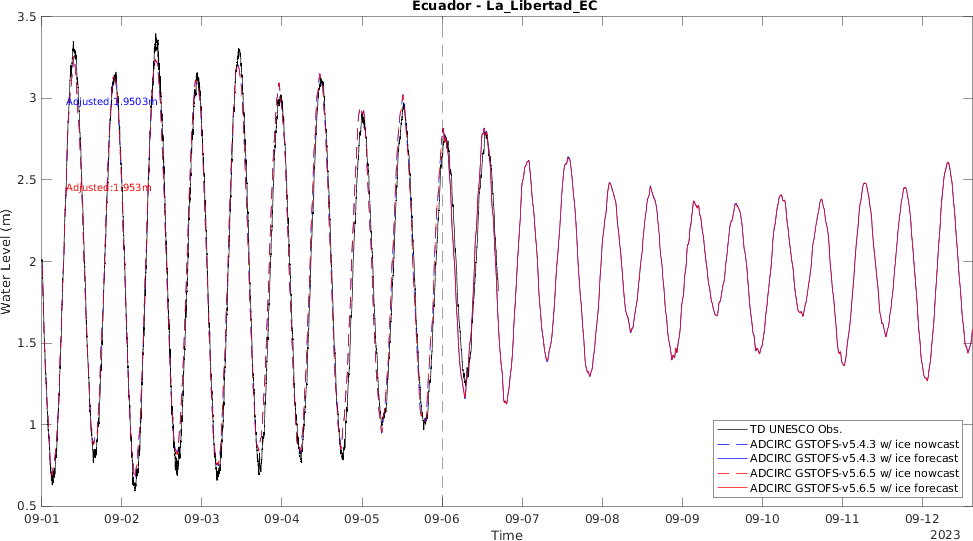 Ecuador - La_Libertad_EC
3.5
3
2.5
2
1.5
1
0.5
Water Level (m)
Adjusted:1.9503m
Adjusted:1.953m
TD UNESCO Obs.
ADCIRC GSTOFS-v5.4.3 w/ ice nowcast
ADCIRC GSTOFS-v5.4.3 w/ ice forecast
ADCIRC GSTOFS-v5.6.5 w/ ice nowcast
ADCIRC GSTOFS-v5.6.5 w/ ice forecast
09-01 09-02 09-03 09-04 09-05 09-06 09-07 09-08 09-09 09-10 09-11 09-12
Time
2023